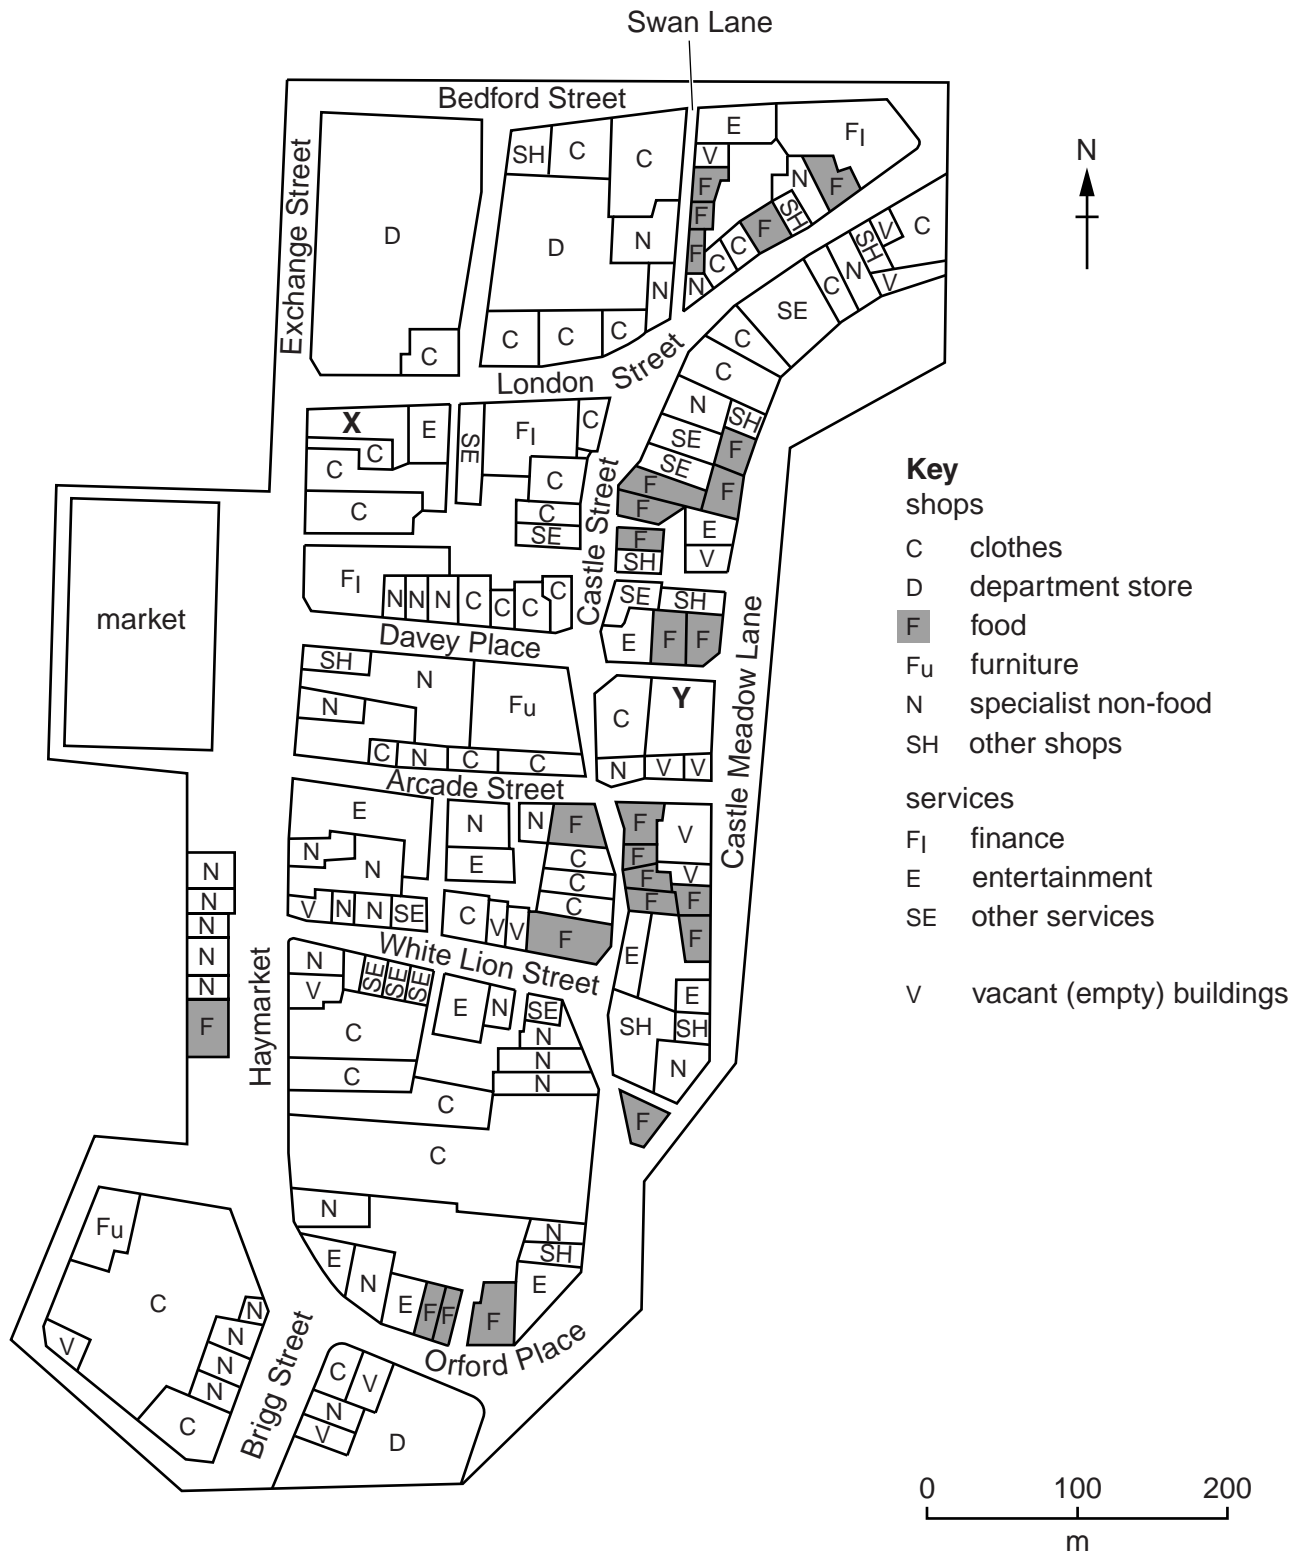 Swan Lane
Bedford Street
E
FI
N
SH C C V
F N F
Exchange Street
D
D
N
F
F SH
F C C
N
N
C
V
SH
N
C
V
SE
C C C
C
C
London Street
C
X
E
SE
FI
C
N
SH
C
C
SE
F
SE
C
F
F
C
C
F
SE
E
F
SH
V
Castle Street
Key
shops
C clothes
D department store
F food
Fu furniture
N specialist non-food
SH other shops
services
FI finance
E entertainment
SE other services
V vacant (empty) buildings
FI
N N N C C C C
SE SH
E F F
market
Davey Place
SH
N
Fu
N
C
Y
C N C C
N V V
Castle Meadow Lane
Arcade Street
E
N
N F
F
V
N
N
E
C
C
F
V
F
N
N
N
N
N
F
V N N SE
C V V
C
F
F
F
F
White Lion Street
Haymarket
N
SE SE SE
V
E
N
SE
E
E
C
N
SH
SH
C
N
N
N
C
F
C
N
N
SH
E
N
E
F F
F
E
Fu
C
V
N
N
N
N
C
Brigg Street
Orford Place
C
V
N
V
D
0 100 200
m